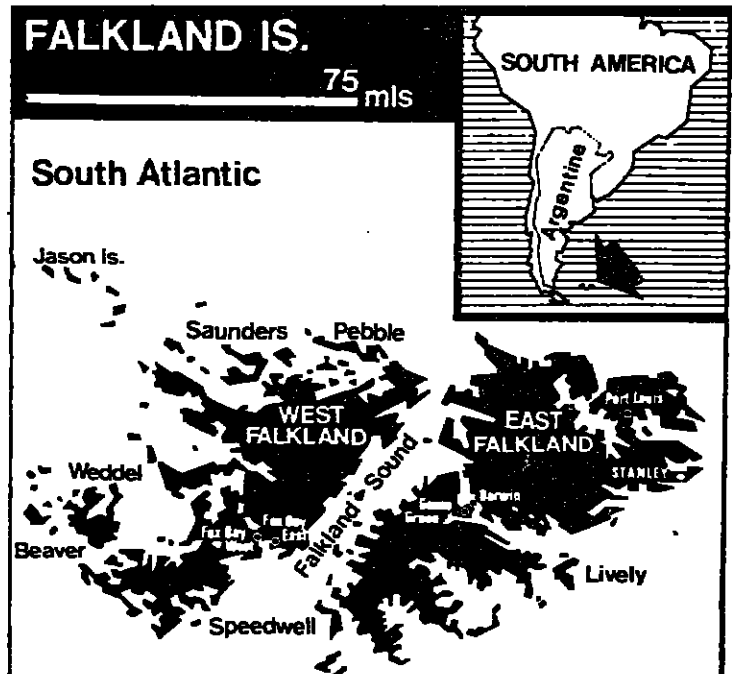 FALKLAND IS.
75 mls
SOUTH AMERICA
Argentine
South Atlantic
Jason is.
Saunders
Pebble
WEST
FALKLAND
EAST
FALKLAND
Port Louis
STANLEY
Falkland Sound
Darwin
Goose
Green
Weddel
Fox Bay
West
Fox Bay
East
Beaver
Speedwell
Lively